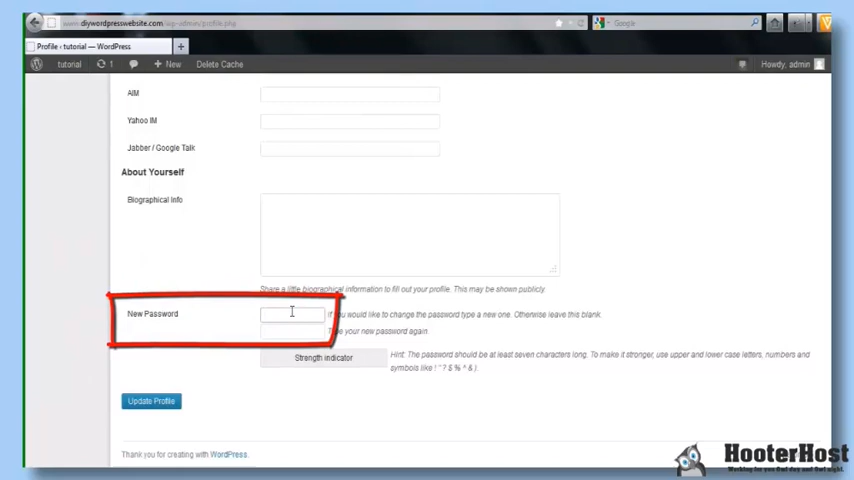 www.diywordpresswebsite.com/wp-admin/profile.php
Google
Profile ‹ tutorial — WordPress
+
tutorial
1
+ New
Delete Cache
Howdy, admin
AIM
Yahoo IM
Jabber / Google Talk
About Yourself
Biographical Info
Share a little biographical information to fill out your profile. This may be shown publicly.
New Password
If you would like to change the password type a new one. Otherwise leave this blank.
Type your new password again.
Strength indicator
Hint: The password should be at least seven characters long. To make it stronger, use upper and lower case letters, numbers and
symbols like ! " ? $ % ^ & ).
Update Profile
Thank you for creating with WordPress.
HooterHost
Working for you Owl day and Owl night.